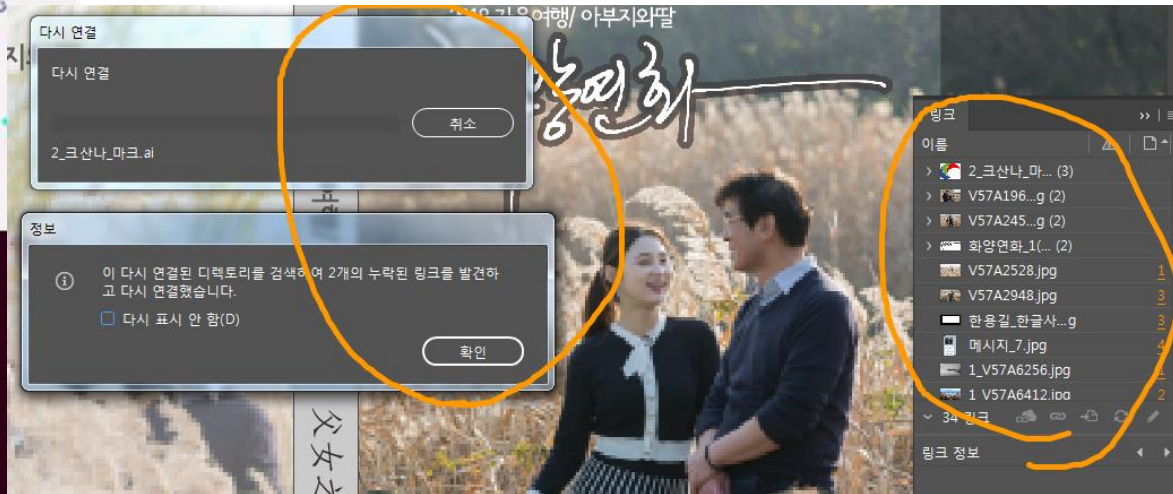 여행/ 아부지와딸
연화
다시 연결
다시 연결
취소
2_크산나_마크.ai
정보
이 다시 연결된 디렉토리를 검색하여 2개의 누락된 링크를 발견하
고 다시 연결했습니다.
다시 표시 안 함(D)
확인
父女
링크
이름
2_크산나_마... (3)
V57A196...g (2)
V57A245...g (2)
화양연화_1(... (2)
V57A2528.jpg 1
V57A2948.jpg 3
한용길_한글사...g 3
메시지_7.jpg 4
1_V57A6256.jpg 1
1_V57A6412.jpg 2
34 링크
링크 정보